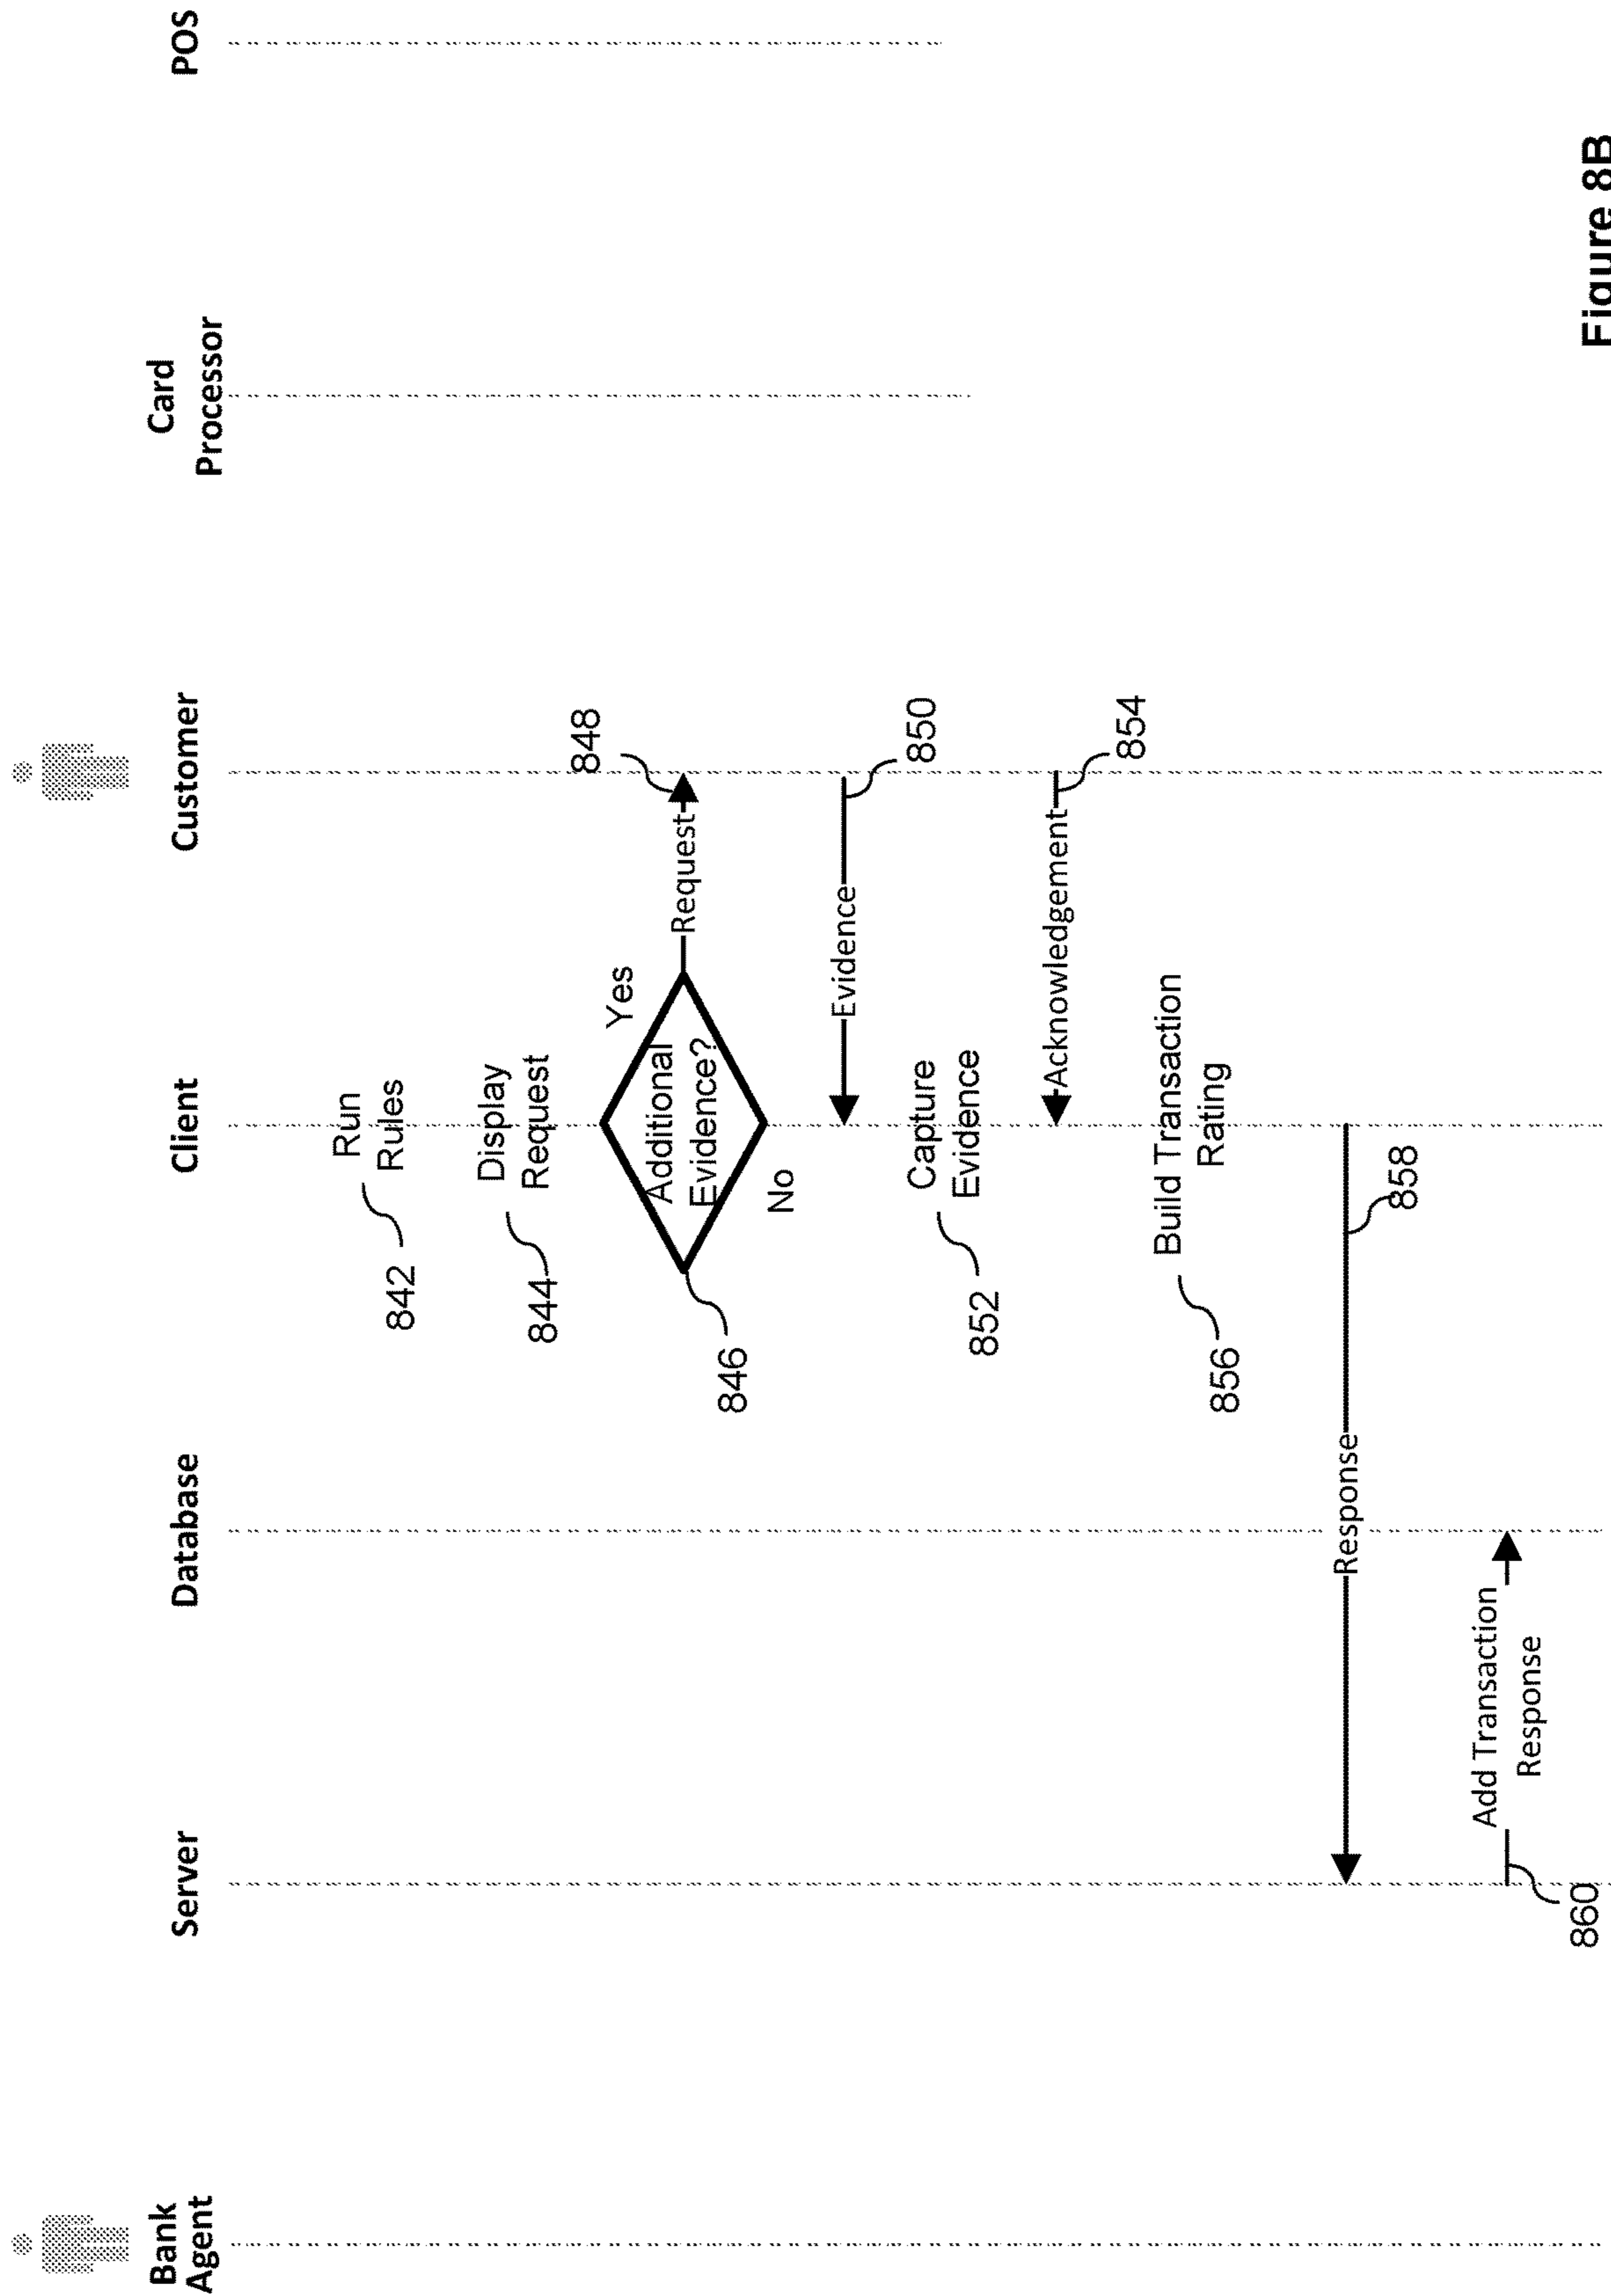 Bank
Agent
Server
Database
Client
Customer
Card
Processor
POS
842
Run
Rules
844
Display
Request
846
Additional
Evidence?
Yes
No
Request
848
Evidence
850
852
Capture
Evidence
Acknowledgement
854
856
Build Transaction
Rating
Response
858
Add Transaction
Response
860
Figure 8B